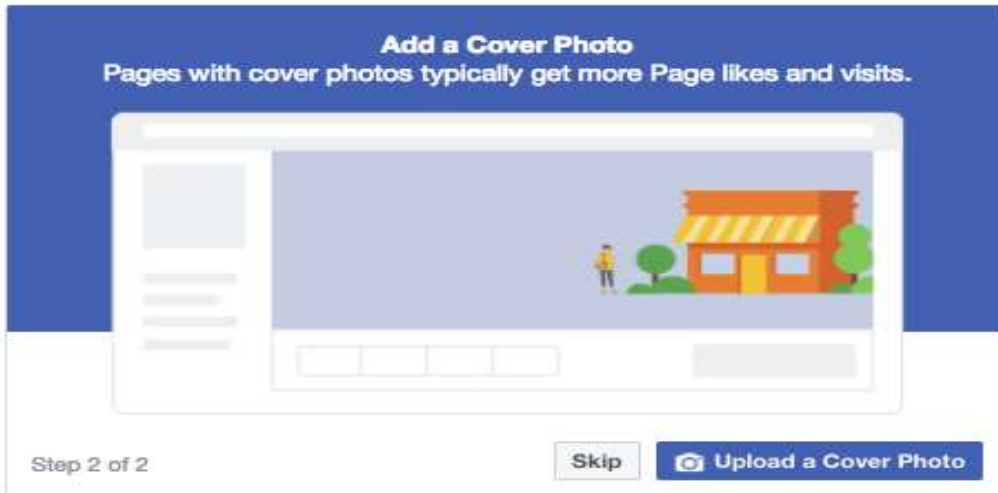 Add a Cover Photo
Pages with cover photos typically get more Page likes and visits.
Step 2 of 2
Skip
Upload a Cover Photo